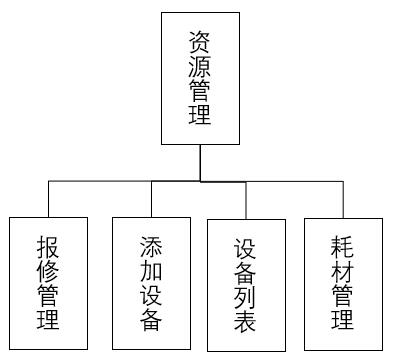 资源管理
报修管理
添加设备
设备列表
耗材管理